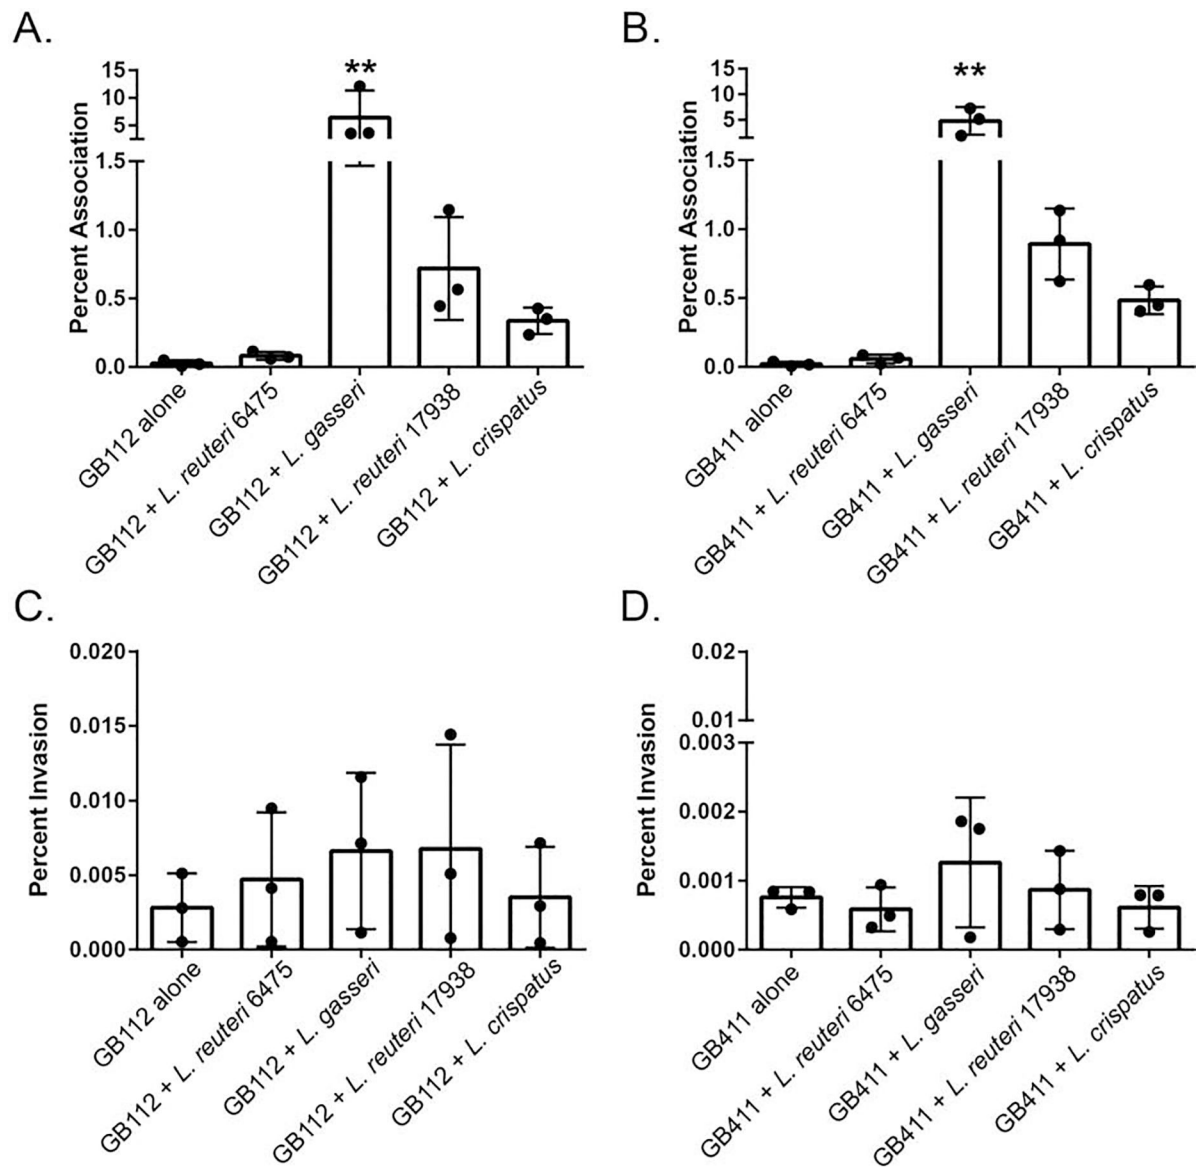 A.
Percent Association
15
10
5
1.5
1.0
0.5
0.0
**
GB112 alone
GB112 + L. reuteri 6475
GB112 + L. gasseri
GB112 + L. reuteri 17938
GB112 + L. crispatus
B.
Percent Association
15
10
5
1.5
1.0
0.5
0.0
**
GB411 alone
GB411 + L. reuteri 6475
GB411 + L. gasseri
GB411 + L. reuteri 17938
GB411 + L. crispatus
C.
Percent Invasion
0.020
0.015
0.010
0.005
0.000
GB112 alone
GB112 + L. reuteri 6475
GB112 + L. gasseri
GB112 + L. reuteri 17938
GB112 + L. crispatus
D.
Percent Invasion
0.02
0.01
0.003
0.002
0.001
0.000
GB411 alone
GB411 + L. reuteri 6475
GB411 + L. gasseri
GB411 + L. reuteri 17938
GB411 + L. crispatus